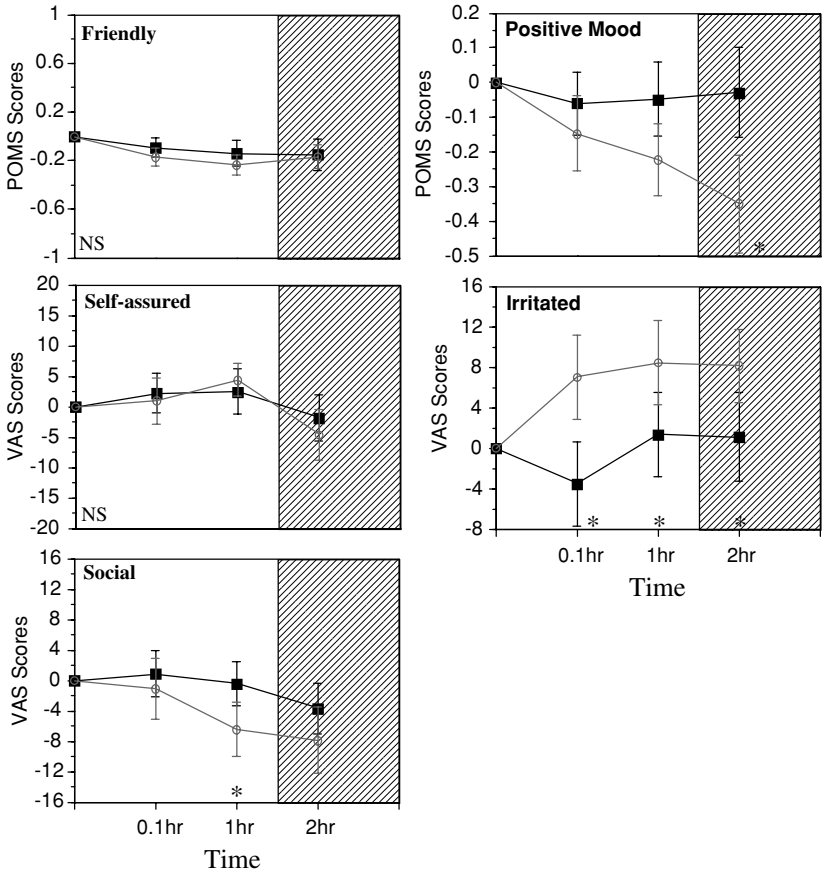 Friendly
POMS Scores
1
0.6
0.2
-0.2
-0.6
-1
NS
Positive Mood
POMS Scores
0.2
0.1
0
-0.1
-0.2
-0.3
-0.4
-0.5
*
Self-assured
VAS Scores
20
15
10
5
0
-5
-10
-15
-20
NS
Irritated
VAS Scores
16
12
8
4
0
-4
-8
* * *
0.1hr 1hr 2hr
Time
Social
VAS Scores
16
12
8
4
0
-4
-8
-12
-16
*
0.1hr 1hr 2hr
Time